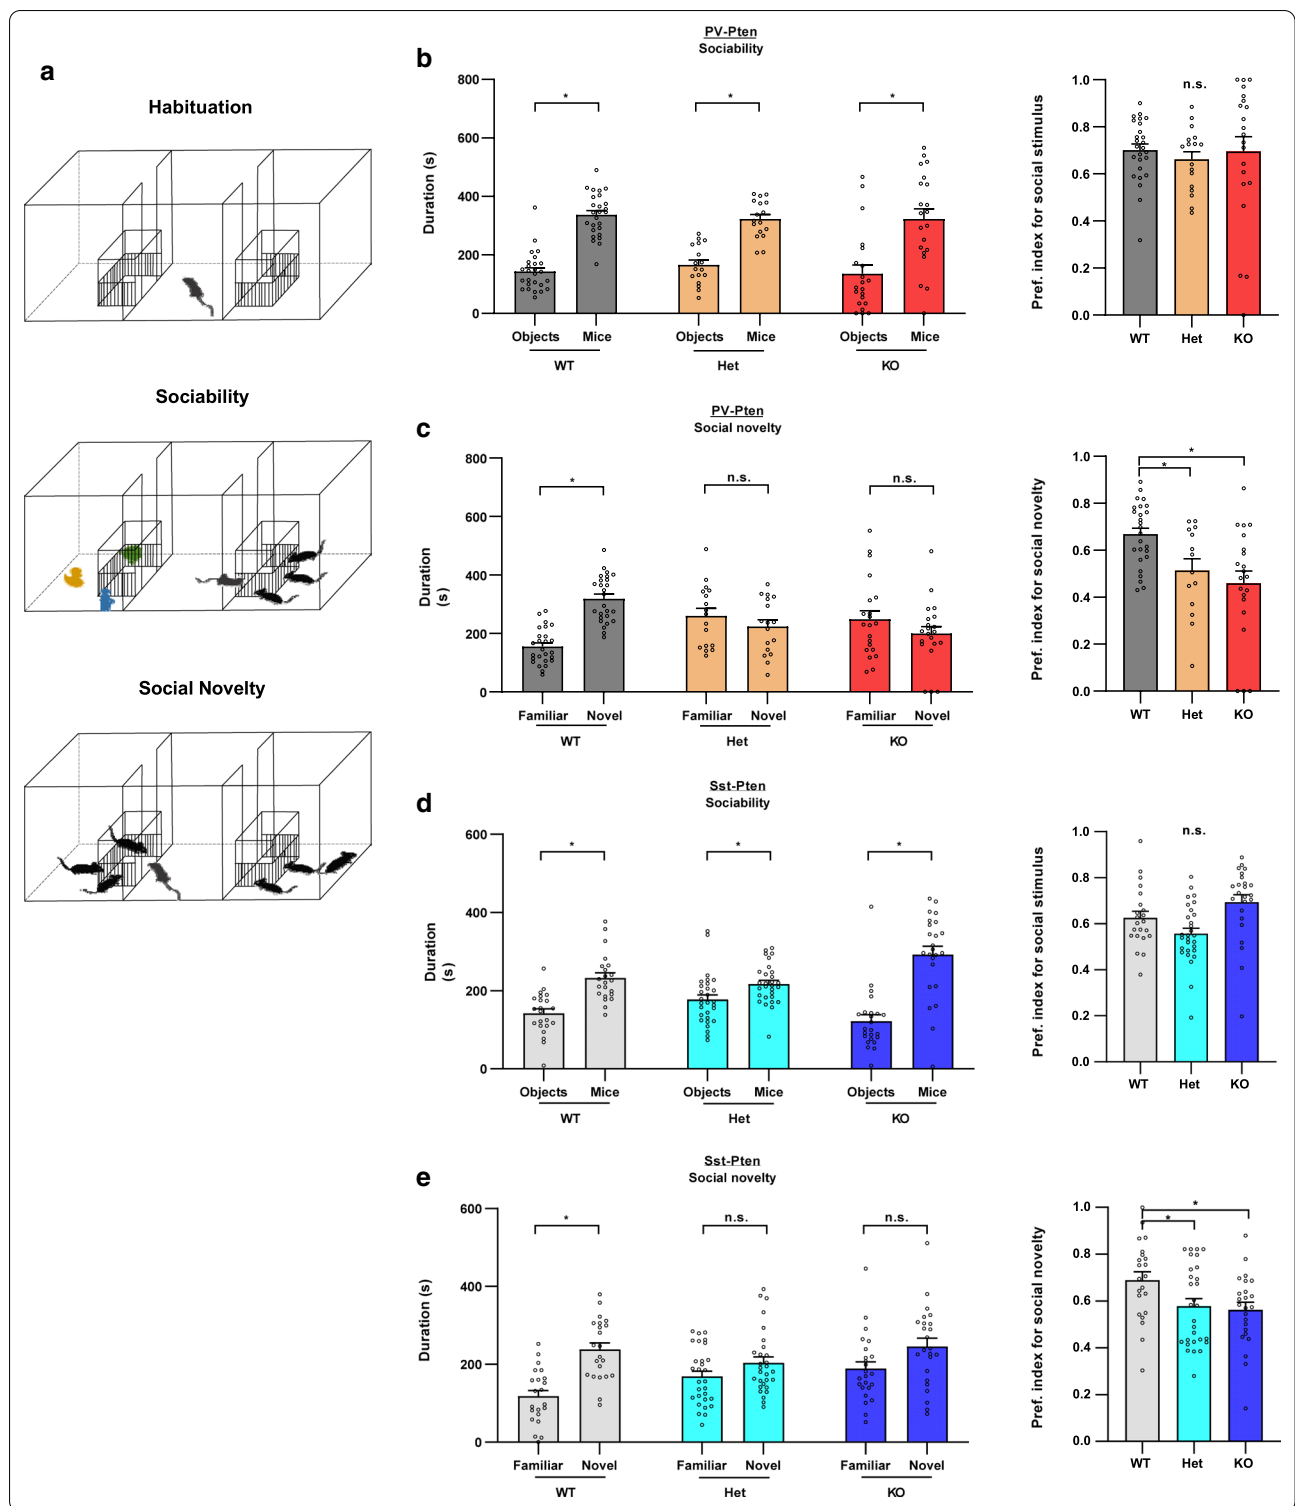 a
Habituation
Sociability
Social Novelty
b
PV-Pten
Sociability
Duration (s)
800
600
400
200
0
*
*
*
Objects Mice Objects Mice Objects Mice
WT Het KO
Pref. index for social stimulus
1.0
0.8
0.6
0.4
0.2
0.0
n.s.
WT Het KO
c
PV-Pten
Social novelty
Duration
(s)
800
600
400
200
0
*
n.s.
n.s.
Familiar Novel Familiar Novel Familiar Novel
WT Het KO
Pref. index for social novelty
1.0
0.8
0.6
0.4
0.2
0.0
*
*
WT Het KO
d
Sst-Pten
Sociability
Duration
(s)
600
400
200
0
*
*
*
Objects Mice Objects Mice Objects Mice
WT Het KO
Pref. index for social stimulus
1.0
0.8
0.6
0.4
0.2
0.0
n.s.
WT Het KO
e
Sst-Pten
Social novelty
Duration (s)
600
400
200
0
*
n.s.
n.s.
Familiar Novel Familiar Novel Familiar Novel
WT Het KO
Pref. index for social novelty
1.0
0.8
0.6
0.4
0.2
0.0
*
*
WT Het KO